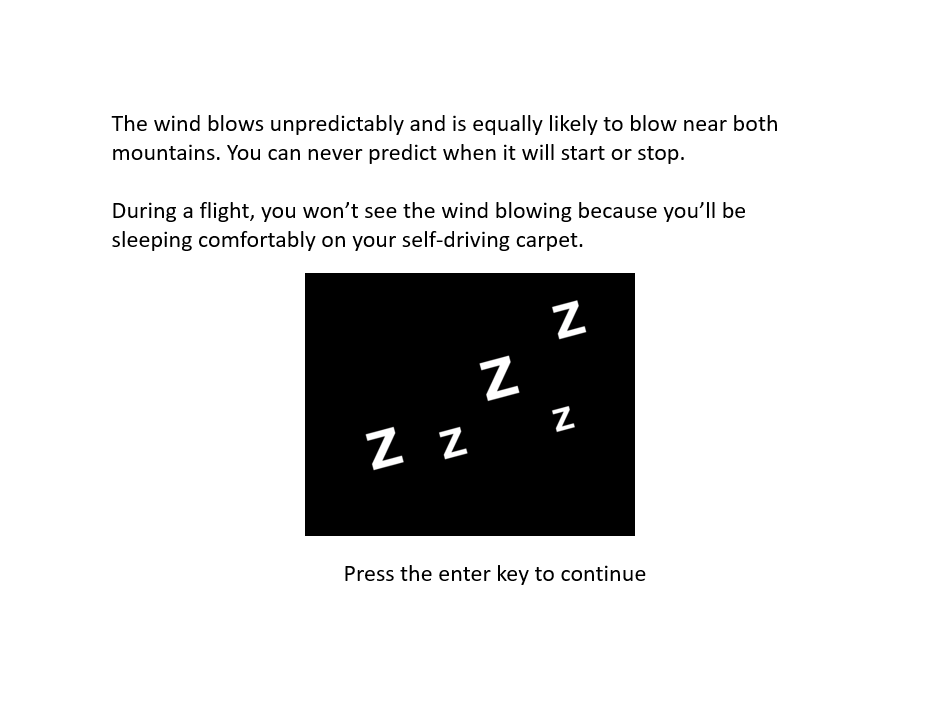 The wind blows unpredictably and is equally likely to blow near both
mountains. You can never predict when it will start or stop.
During a flight, you won’t see the wind blowing because you’ll be
sleeping comfortably on your self-driving carpet.
z
z
z
z z
Press the enter key to continue